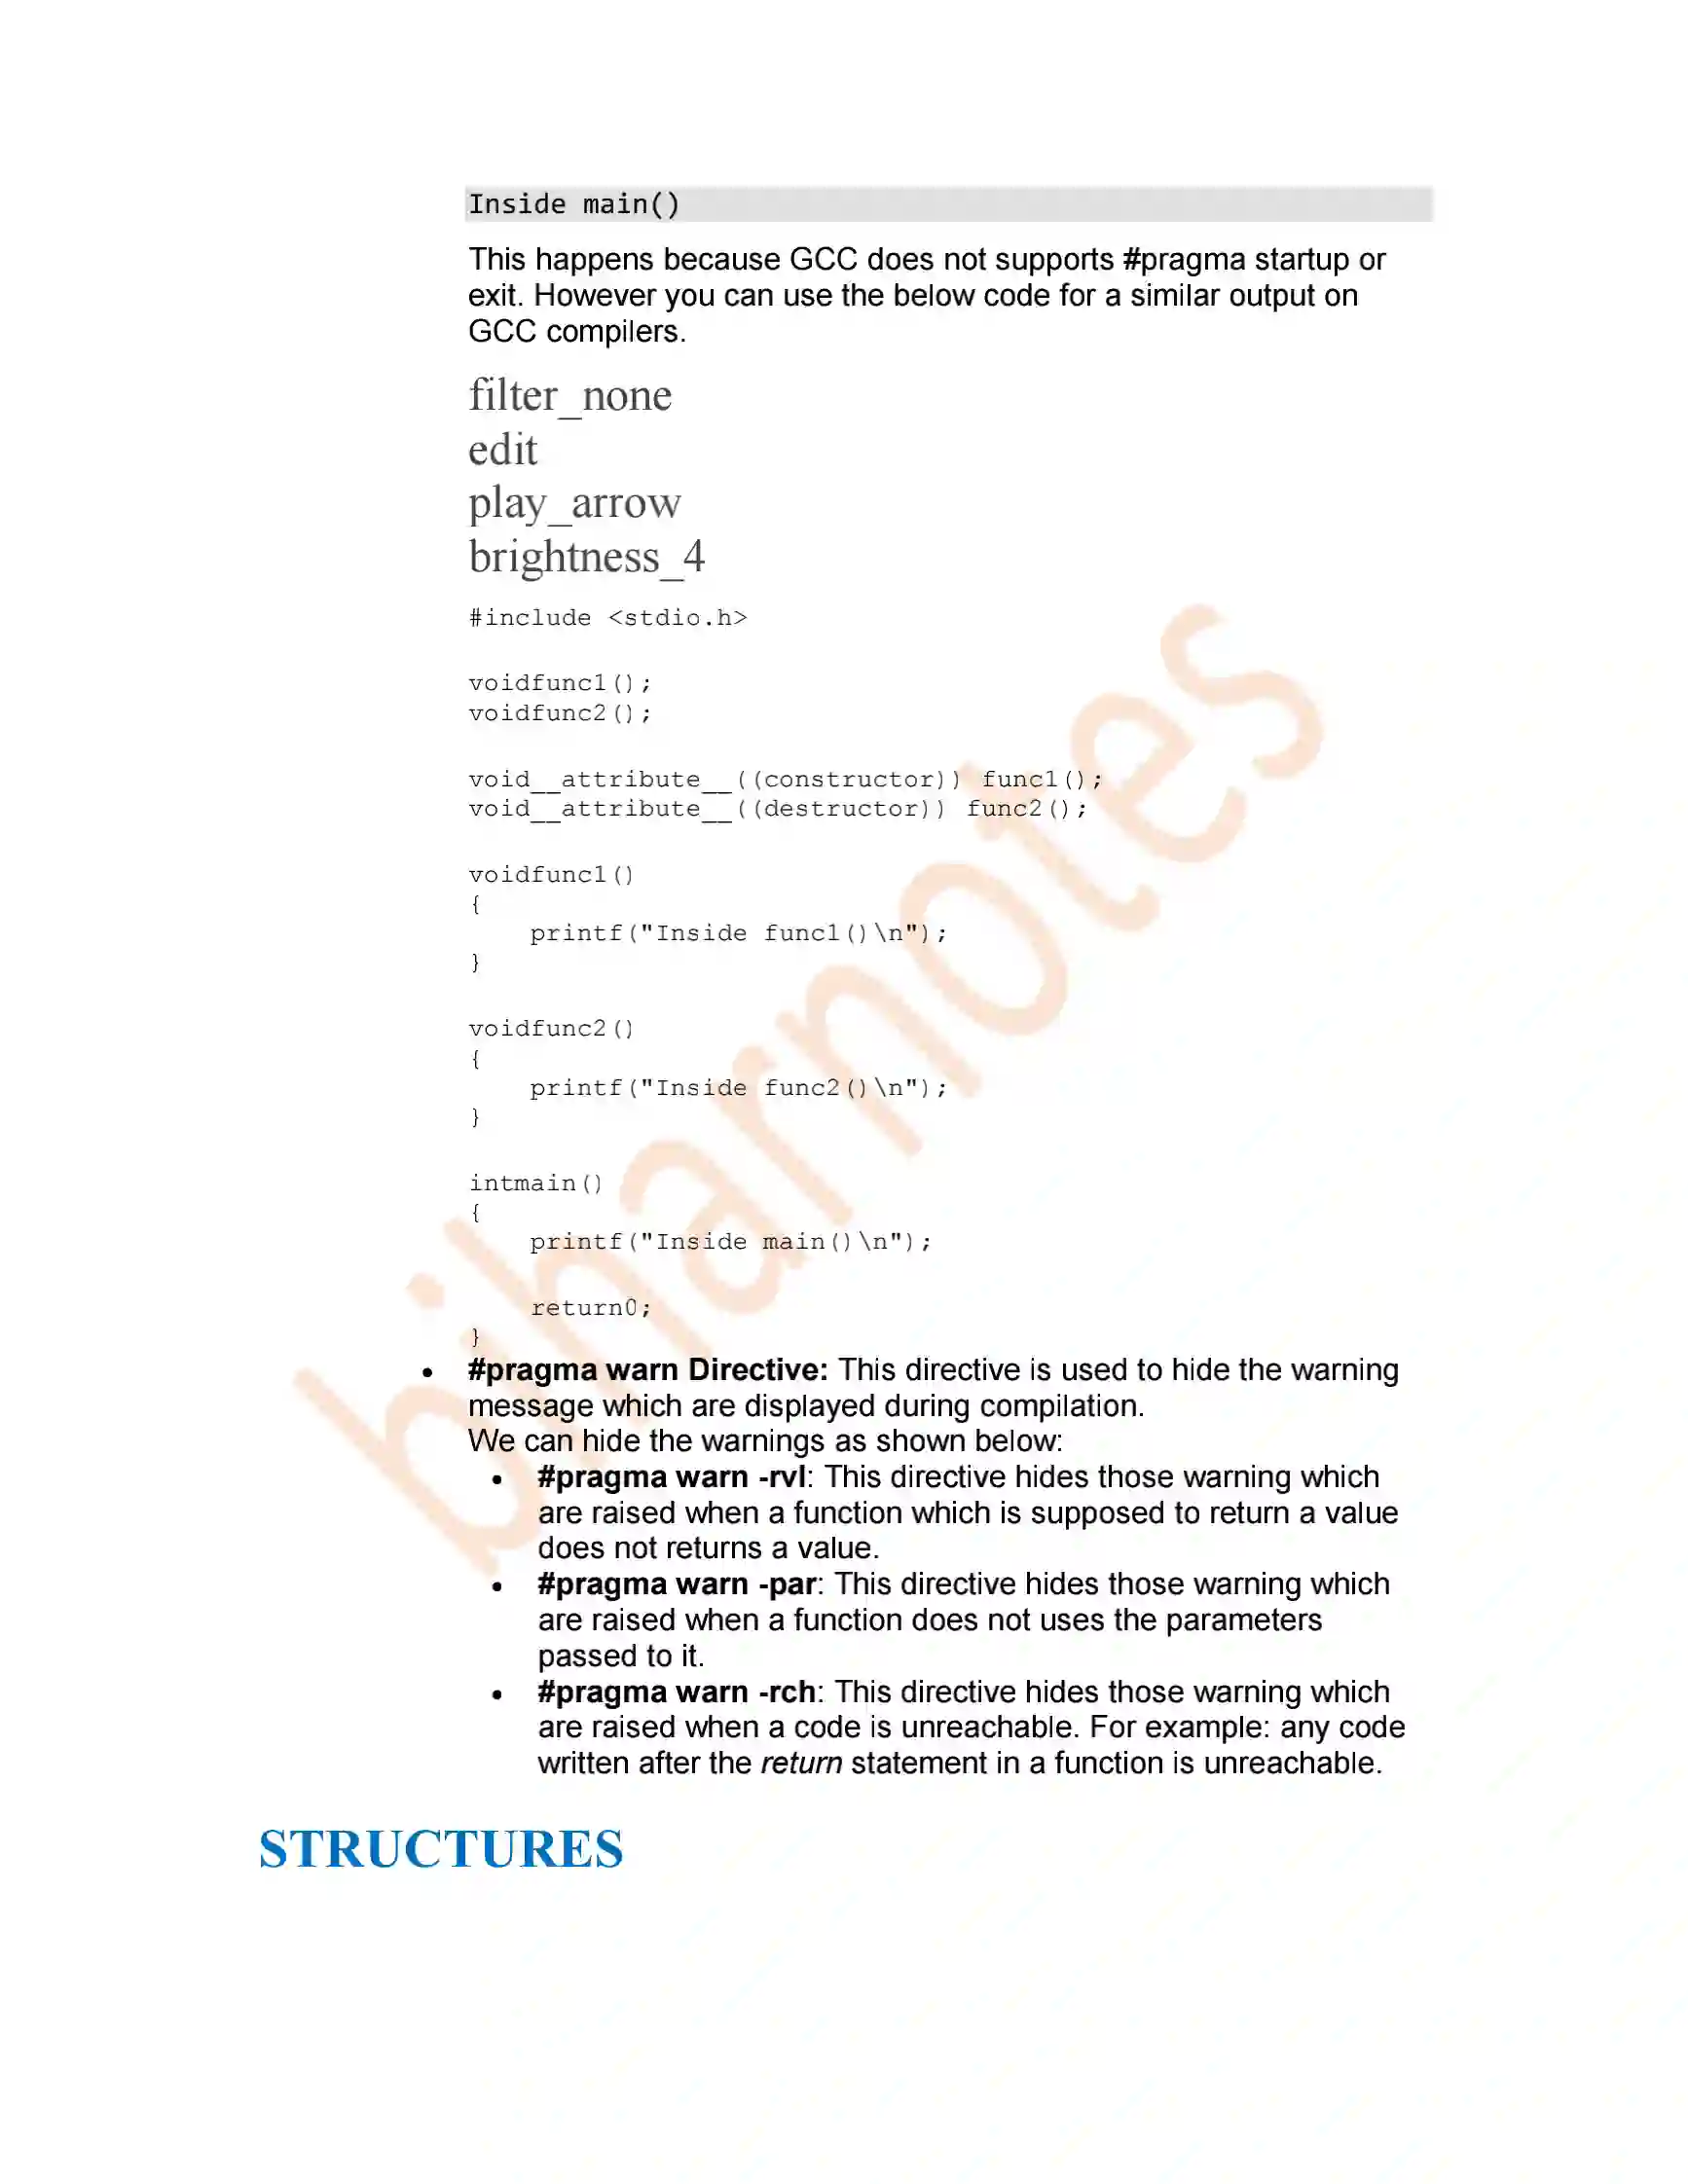 Inside main()
This happens because GCC does not supports #pragma startup or
exit. However you can use the below code for a similar output on
GCC compilers.
filter_none
edit
play_arrow
brightness_4
#include <stdio.h>
voidfunc1();
voidfunc2();
void__attribute__((constructor)) func1();
void__attribute__((destructor)) func2();
voidfunc1()
{
    printf("Inside func1()\n");
}
voidfunc2()
{
    printf("Inside func2()\n");
}
intmain()
{
    printf("Inside main()\n");
    return0;
}
• #pragma warn Directive: This directive is used to hide the warning
message which are displayed during compilation.
We can hide the warnings as shown below:
• #pragma warn -rvl: This directive hides those warning which
are raised when a function which is supposed to return a value
does not returns a value.
• #pragma warn -par: This directive hides those warning which
are raised when a function does not uses the parameters
passed to it.
• #pragma warn -rch: This directive hides those warning which
are raised when a code is unreachable. For example: any code
written after the return statement in a function is unreachable.
STRUCTURES
biharnotes